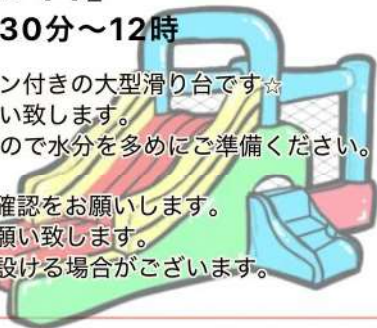 30分～12時
ン付きの大型滑り台です☆
い致します。
ので水分を多めにご準備ください。
確認をお願いします。
願い致します。
設ける場合がございます。